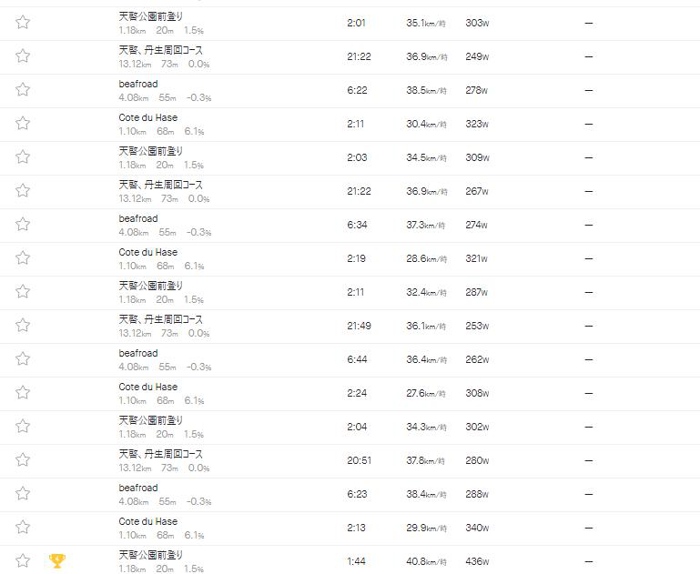 天啓公園前登り 2:01 35.1km/時 303W —
1.18km 20m 1.5%
天啓、丹生周回コース 21:22 36.9km/時 249W —
13.12km 73m 0.0%
beafroad 6:22 38.5km/時 278W —
4.08km 55m -0.3%
Cote du Hase 2:11 30.4km/時 323W —
1.10km 68m 6.1%
天啓公園前登り 2:03 34.5km/時 309W —
1.18km 20m 1.5%
天啓、丹生周回コース 21:22 36.9km/時 267W —
13.12km 73m 0.0%
beafroad 6:34 37.3km/時 274W —
4.08km 55m -0.3%
Cote du Hase 2:19 28.6km/時 321W —
1.10km 68m 6.1%
天啓公園前登り 2:11 32.4km/時 287W —
1.18km 20m 1.5%
天啓、丹生周回コース 21:49 36.1km/時 253W —
13.12km 73m 0.0%
beafroad 6:44 36.4km/時 262W —
4.08km 55m -0.3%
Cote du Hase 2:24 27.6km/時 308W —
1.10km 68m 6.1%
天啓公園前登り 2:04 34.3km/時 302W —
1.18km 20m 1.5%
天啓、丹生周回コース 20:51 37.8km/時 280W —
13.12km 73m 0.0%
beafroad 6:23 38.4km/時 288W —
4.08km 55m -0.3%
Cote du Hase 2:13 29.9km/時 340W —
1.10km 68m 6.1%
天啓公園前登り 1:44 40.8km/時 436W —
1.18km 20m 1.5%